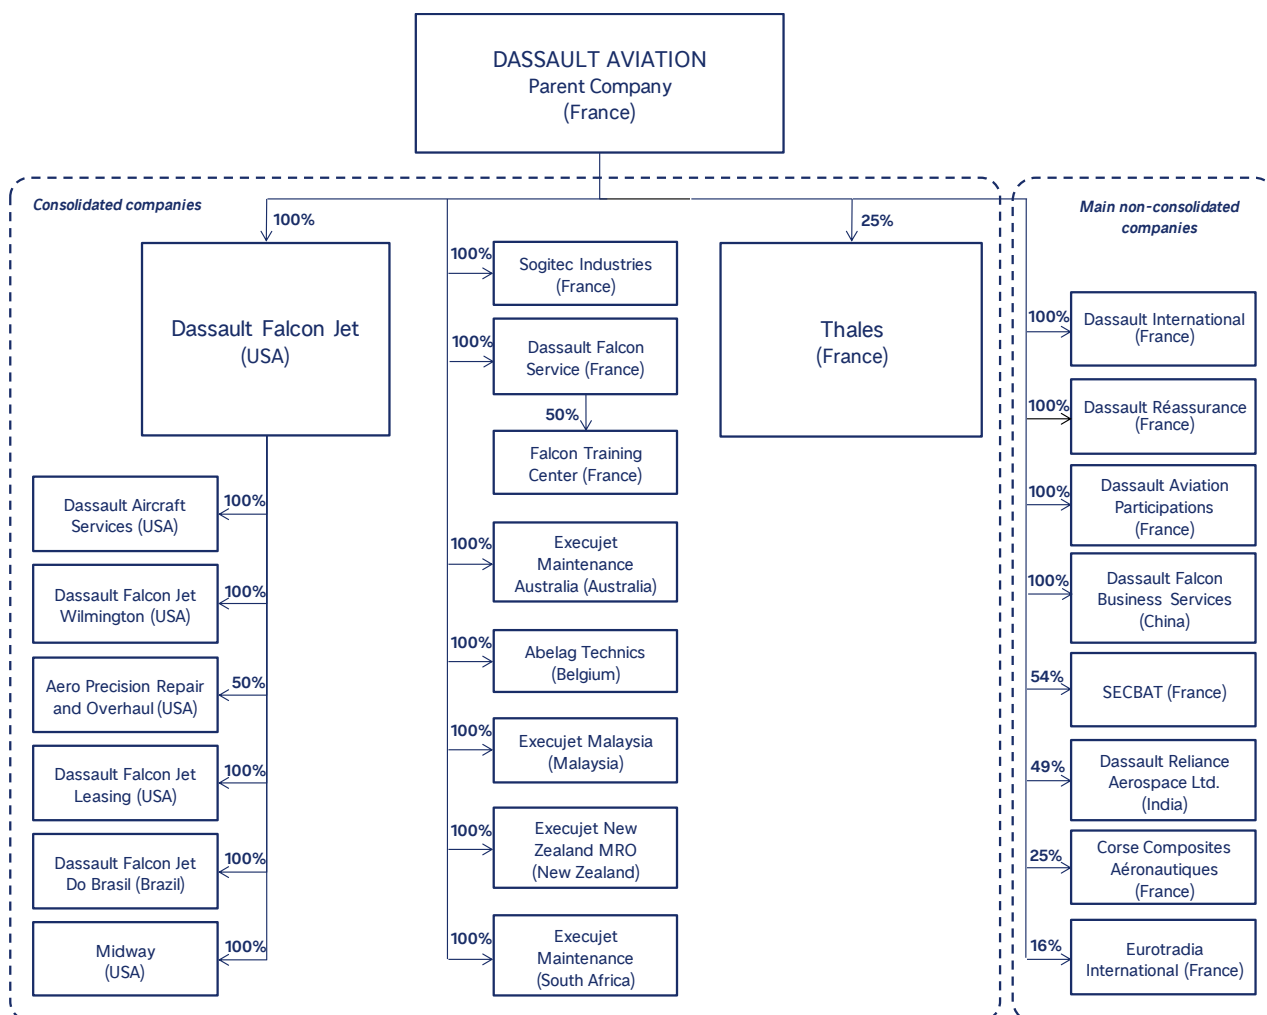 DASSAULT AVIATION
Parent Company
(France)
Consolidated companies
100%
Dassault Falcon Jet
(USA)
100%
Dassault Aircraft
Services (USA)
100%
Dassault Falcon Jet
Wilmington (USA)
50%
Aero Precision Repair
and Overhaul (USA)
100%
Dassault Falcon Jet
Leasing (USA)
100%
Dassault Falcon Jet
Do Brasil (Brazil)
100%
Midway
(USA)
100%
Sogitec Industries
(France)
100%
Dassault Falcon
Service (France)
50%
Falcon Training
Center (France)
100%
Execujet
Maintenance
Australia (Australia)
100%
Abelag Technics
(Belgium)
100%
Execujet Malaysia
(Malaysia)
100%
Execujet New
Zealand MRO
(New Zealand)
100%
Execujet
Maintenance
(South Africa)
25%
Thales
(France)
Main non-consolidated
companies
100%
Dassault International
(France)
100%
Dassault Réassurance
(France)
100%
Dassault Aviation
Participations
(France)
100%
Dassault Falcon
Business Services
(China)
54%
SECBAT (France)
49%
Dassault Reliance
Aerospace Ltd.
(India)
25%
Corse Composites
Aéronautiques
(France)
16%
Eurotradia
International (France)